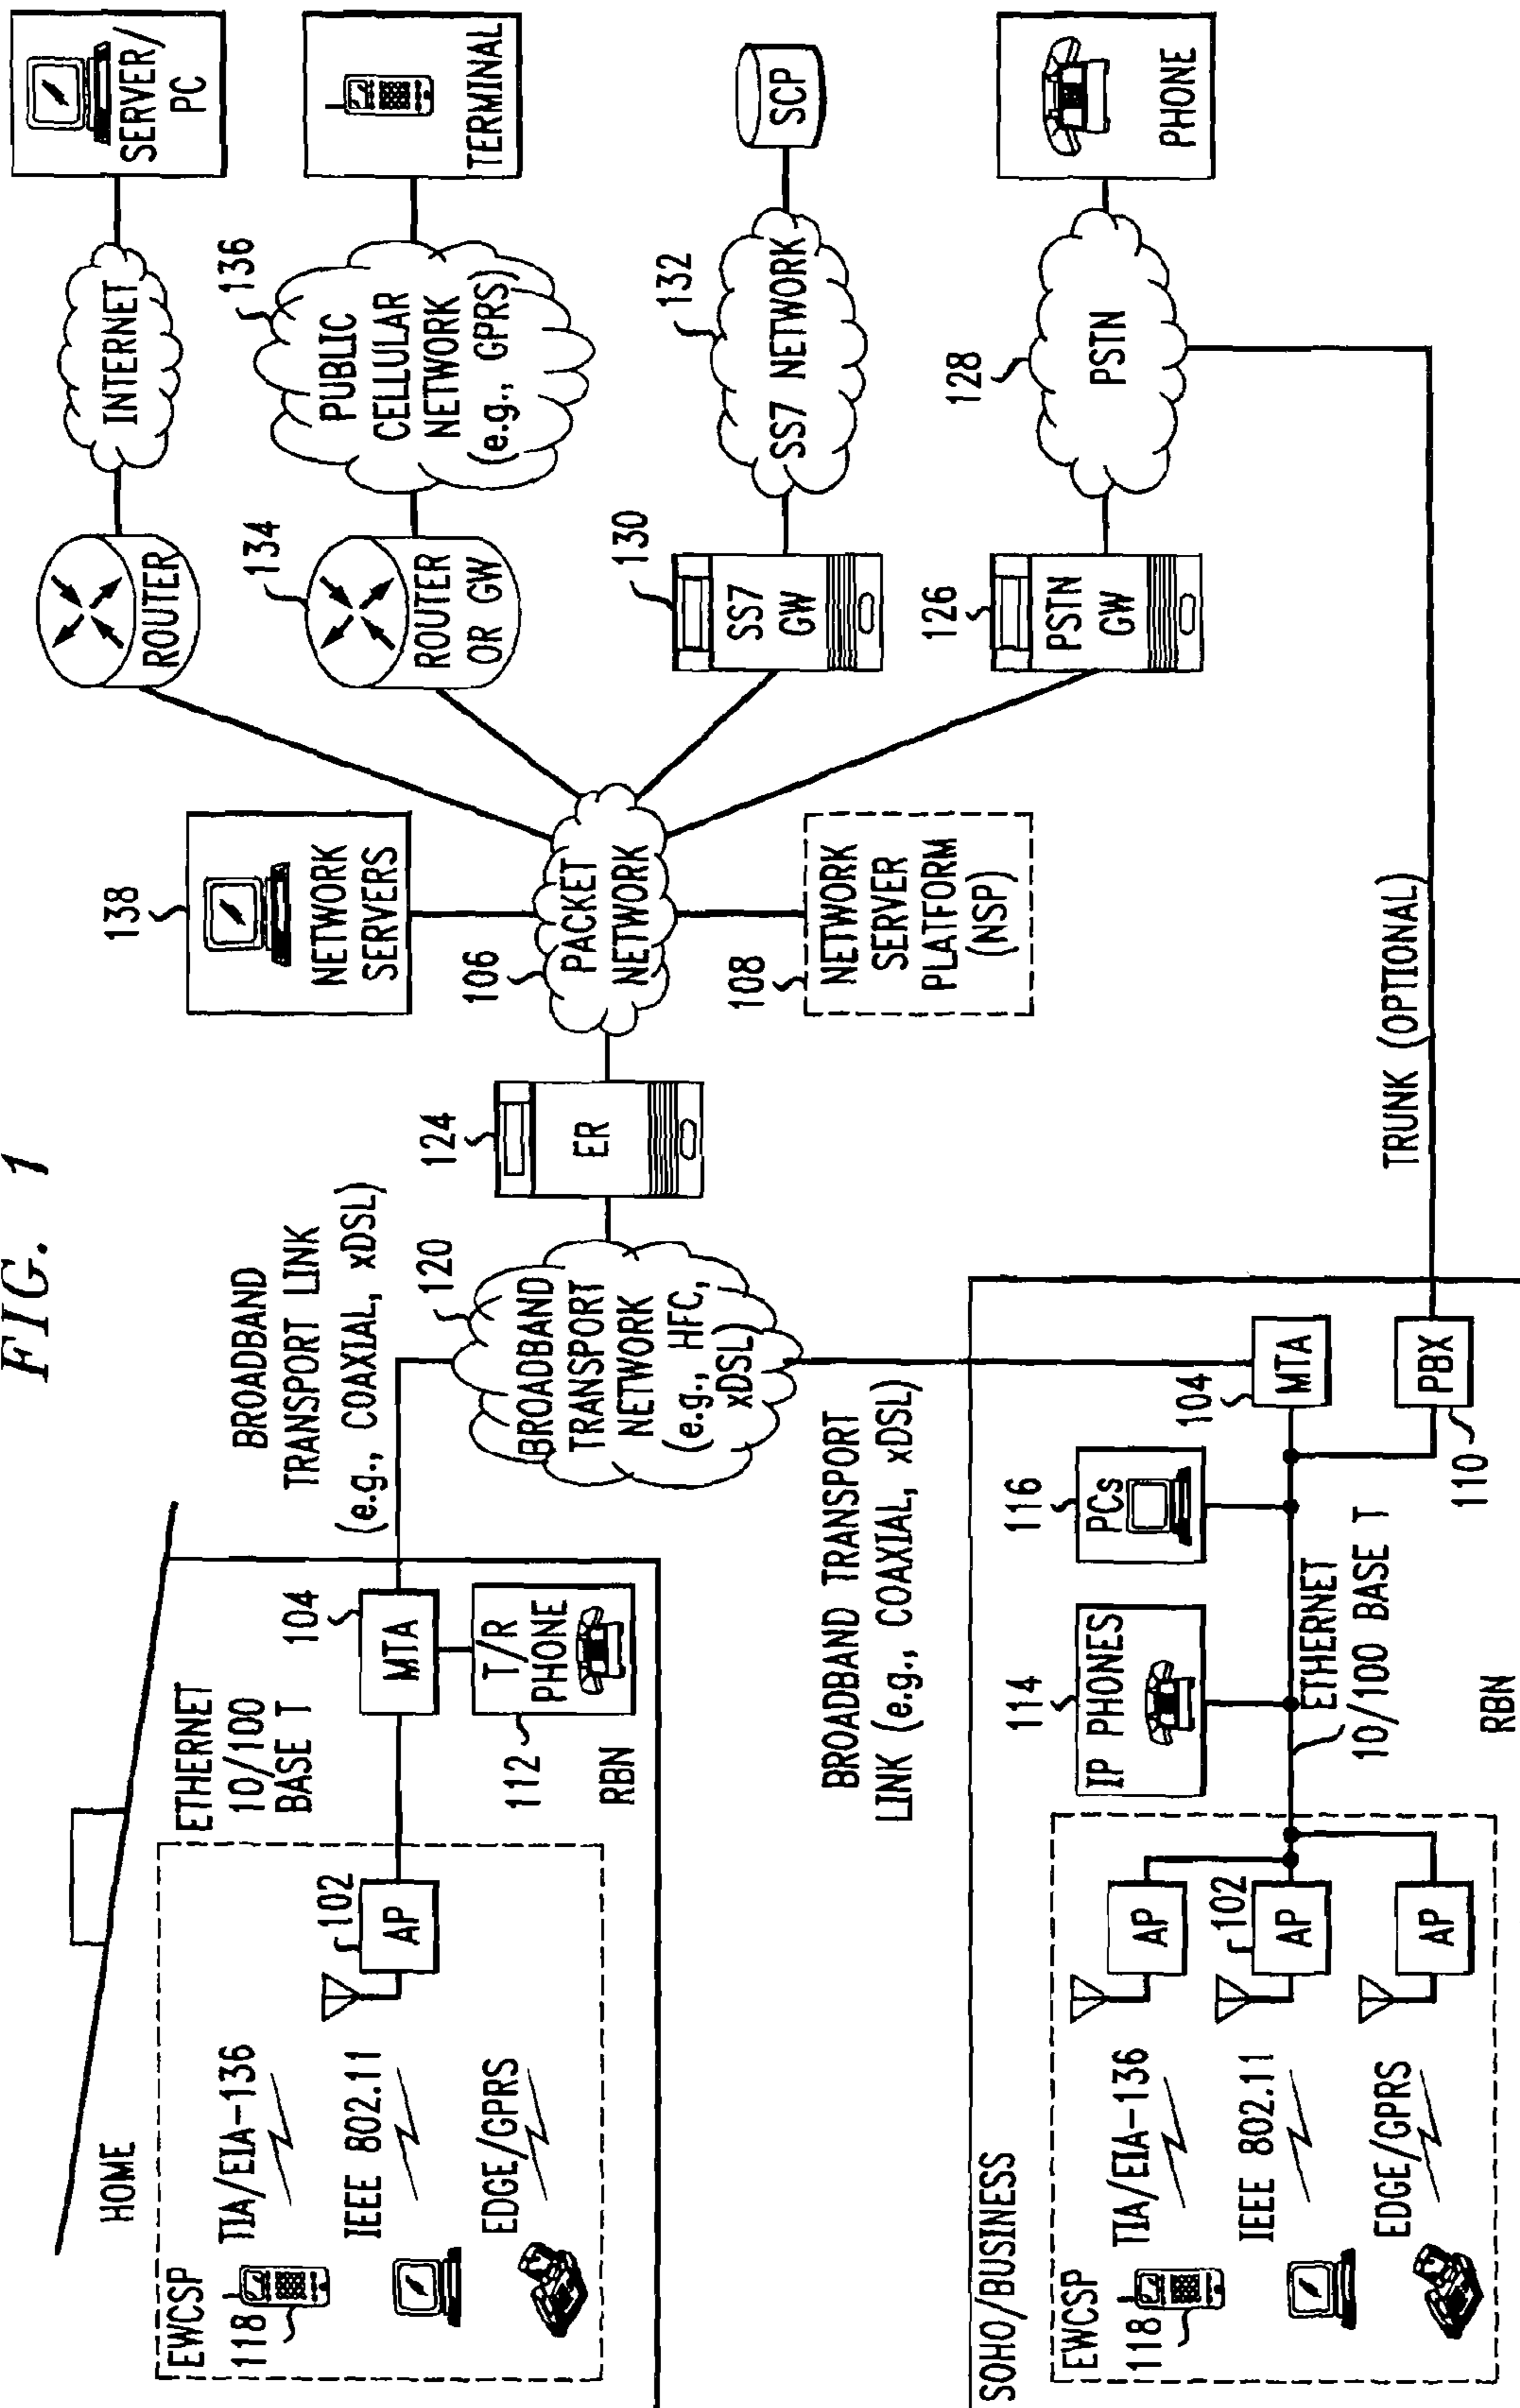 FIG. 1
HOME
EWCSP
118
TIA/EIA-136
IEEE 802.11
EDGE/GPRS
102
AP
ETHERNET
10/100
BASE T
104
MTA
T/R
PHONE
112
RBN
BROADBAND
TRANSPORT LINK
(e.g., COAXIAL, xDSL)
120
BROADBAND
TRANSPORT
NETWORK
(e.g., HFC,
xDSL)
BROADBAND TRANSPORT
LINK (e.g., COAXIAL, xDSL)
124
ER
138
NETWORK
SERVERS
106
PACKET
NETWORK
108
NETWORK
SERVER
PLATFORM
(NSP)
ROUTER
INTERNET
SERVER/
PC
134
ROUTER
OR GW
136
PUBLIC
CELLULAR
NETWORK
(e.g., GPRS)
TERMINAL
130
SS7
GW
132
SS7 NETWORK
SCP
126
PSTN
GW
128
PSTN
PHONE
TRUNK (OPTIONAL)
SOHO/BUSINESS
EWCSP
118
TIA/EIA-136
IEEE 802.11
EDGE/GPRS
AP
102
AP
AP
114
IP PHONES
116
PCs
ETHERNET
10/100 BASE T
104
MTA
PBX
110
RBN